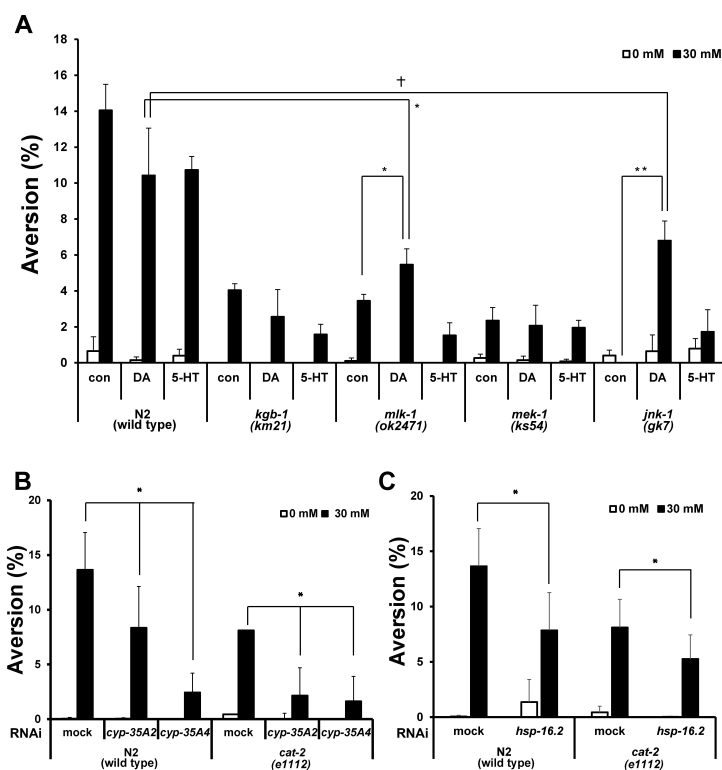 A
18
16
14
12
10
8
6
4
2
0
Aversion (%)
0 mM 30 mM
†
*
*
**
con DA 5-HT con DA 5-HT con DA 5-HT con DA 5-HT con DA 5-HT
N2 kgb-1 mlk-1 mek-1 jnk-1
(wild type) (km21) (ok2471) (ks54) (gk7)
B
20
15
10
5
0
Aversion (%)
0 mM 30 mM
*
*
RNAi mock cyp-35A2 cyp-35A4 mock cyp-35A2 cyp-35A4
N2 cat-2
(wild type) (e1112)
C
20
15
10
5
0
Aversion (%)
0 mM 30 mM
*
*
RNAi mock hsp-16.2 mock hsp-16.2
N2 cat-2
(wild type) (e1112)